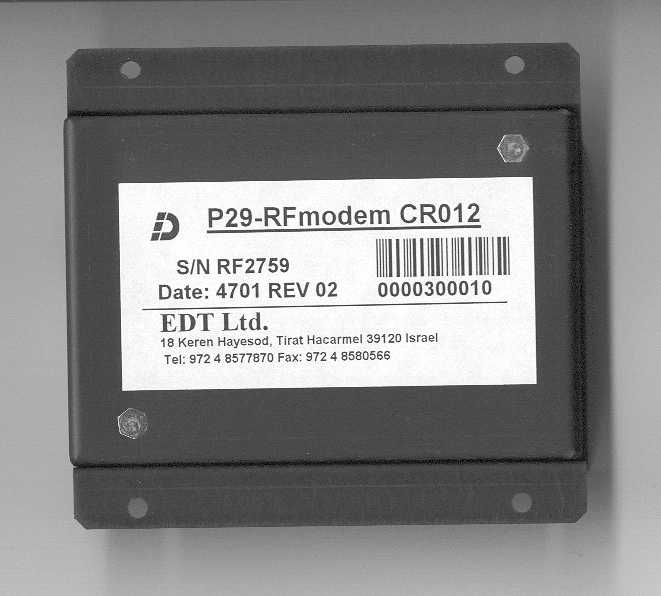 P29-RFmodem CR012
S/N RF2759
Date: 4701 REV 02
0000300010
EDT Ltd.
18 Keren Hayesod, Tirat Hacarmel 39120 Israel
Tel: 972 4 8577870 Fax: 972 4 8580566